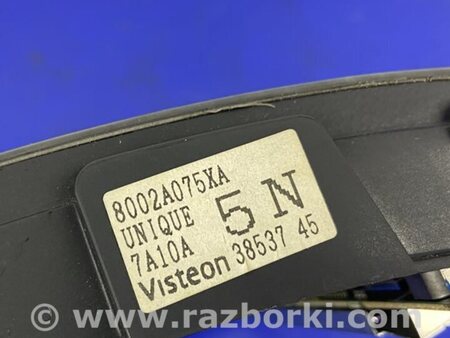 8002A075XA
UNIQUE
7A10A
5N
Visteon 38537 45
© www.razborki.com